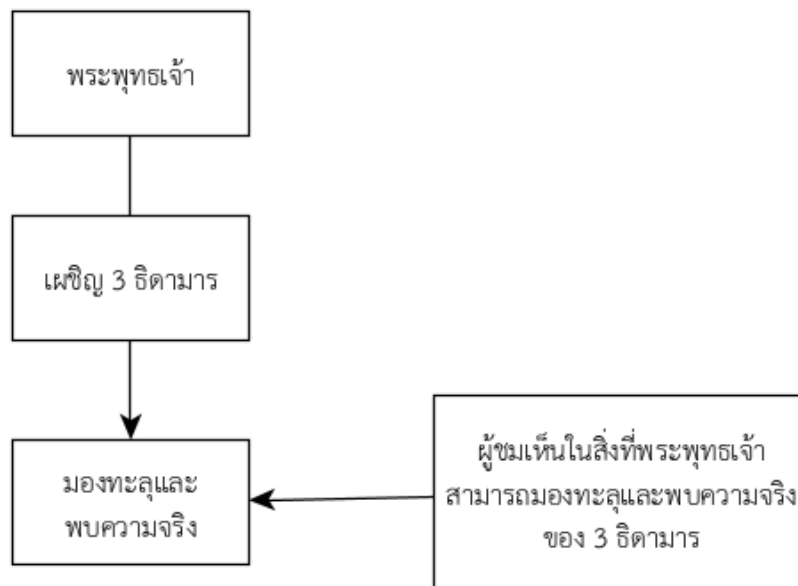 พระพุทธเจ้า
เผชิญ 3 ธิดามาร
มองทะลุและ
พบความจริง
ผู้ชมเห็นในสิ่งที่พระพุทธเจ้า
สามารถมองทะลุและพบความจริง
ของ 3 ธิดามาร